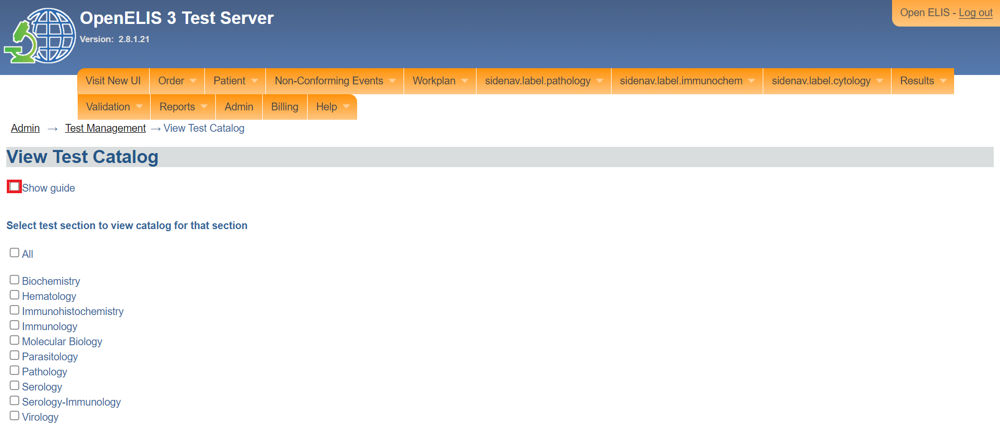 OpenELIS 3 Test Server
Version: 2.8.1.21
Open ELIS - Log out
Visit New UI Order Patient Non-Conforming Events Workplan sidenav.label.pathology sidenav.label.immunochem sidenav.label.cytology Results
Validation Reports Admin Billing Help
Admin → Test Management → View Test Catalog
View Test Catalog
Show guide
Select test section to view catalog for that section
All
Biochemistry
Hematology
Immunohistochemistry
Immunology
Molecular Biology
Parasitology
Pathology
Serology
Serology-Immunology
Virology